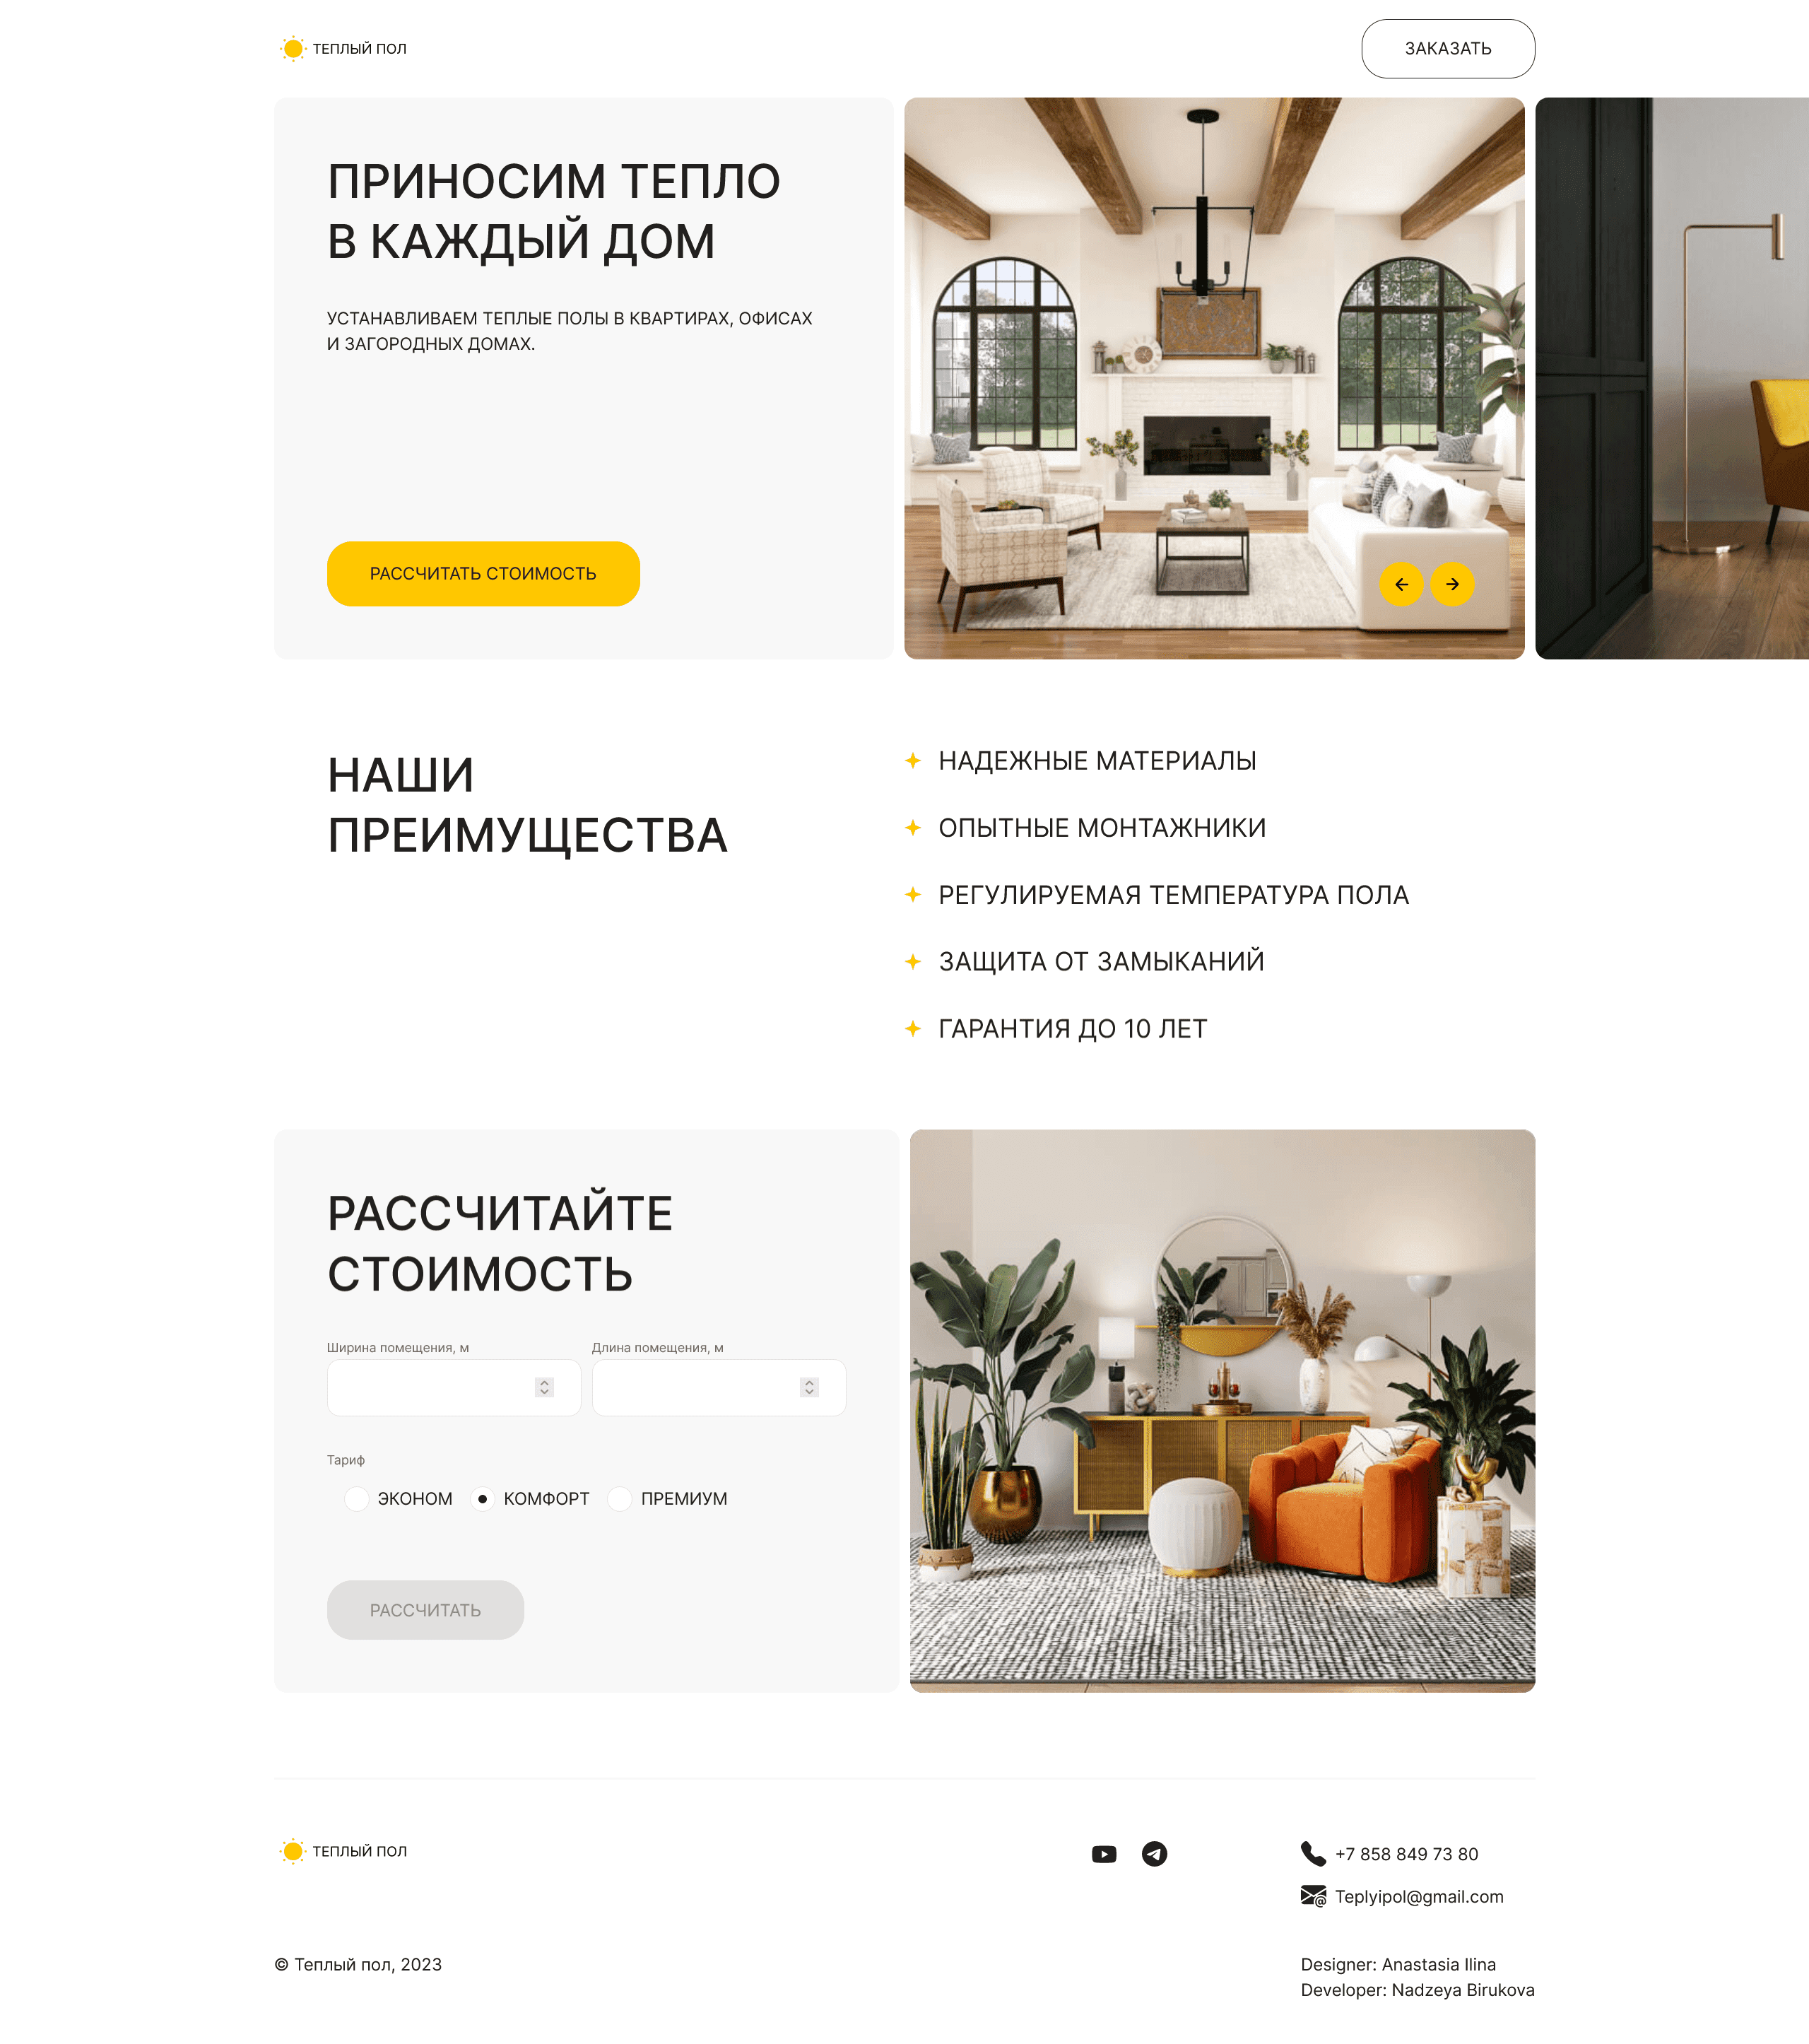 ТЕПЛЫЙ ПОЛ
ЗАКАЗАТЬ
ПРИНОСИМ ТЕПЛО
В КАЖДЫЙ ДОМ
УСТАНАВЛИВАЕМ ТЕПЛЫЕ ПОЛЫ В КВАРТИРАХ, ОФИСАХ
И ЗАГОРОДНЫХ ДОМАХ.
РАССЧИТАТЬ СТОИМОСТЬ
НАШИ
ПРЕИМУЩЕСТВА
НАДЕЖНЫЕ МАТЕРИАЛЫ
ОПЫТНЫЕ МОНТАЖНИКИ
РЕГУЛИРУЕМАЯ ТЕМПЕРАТУРА ПОЛА
ЗАЩИТА ОТ ЗАМЫКАНИЙ
ГАРАНТИЯ ДО 10 ЛЕТ
РАССЧИТАЙТЕ
СТОИМОСТЬ
Ширина помещения, м
Длина помещения, м
Тариф
ЭКОНОМ
КОМФОРТ
ПРЕМИУМ
РАССЧИТАТЬ
ТЕПЛЫЙ ПОЛ
+7 858 849 73 80
Teplyipol@gmail.com
© Теплый пол, 2023
Designer: Anastasia Ilina
Developer: Nadzeya Birukova